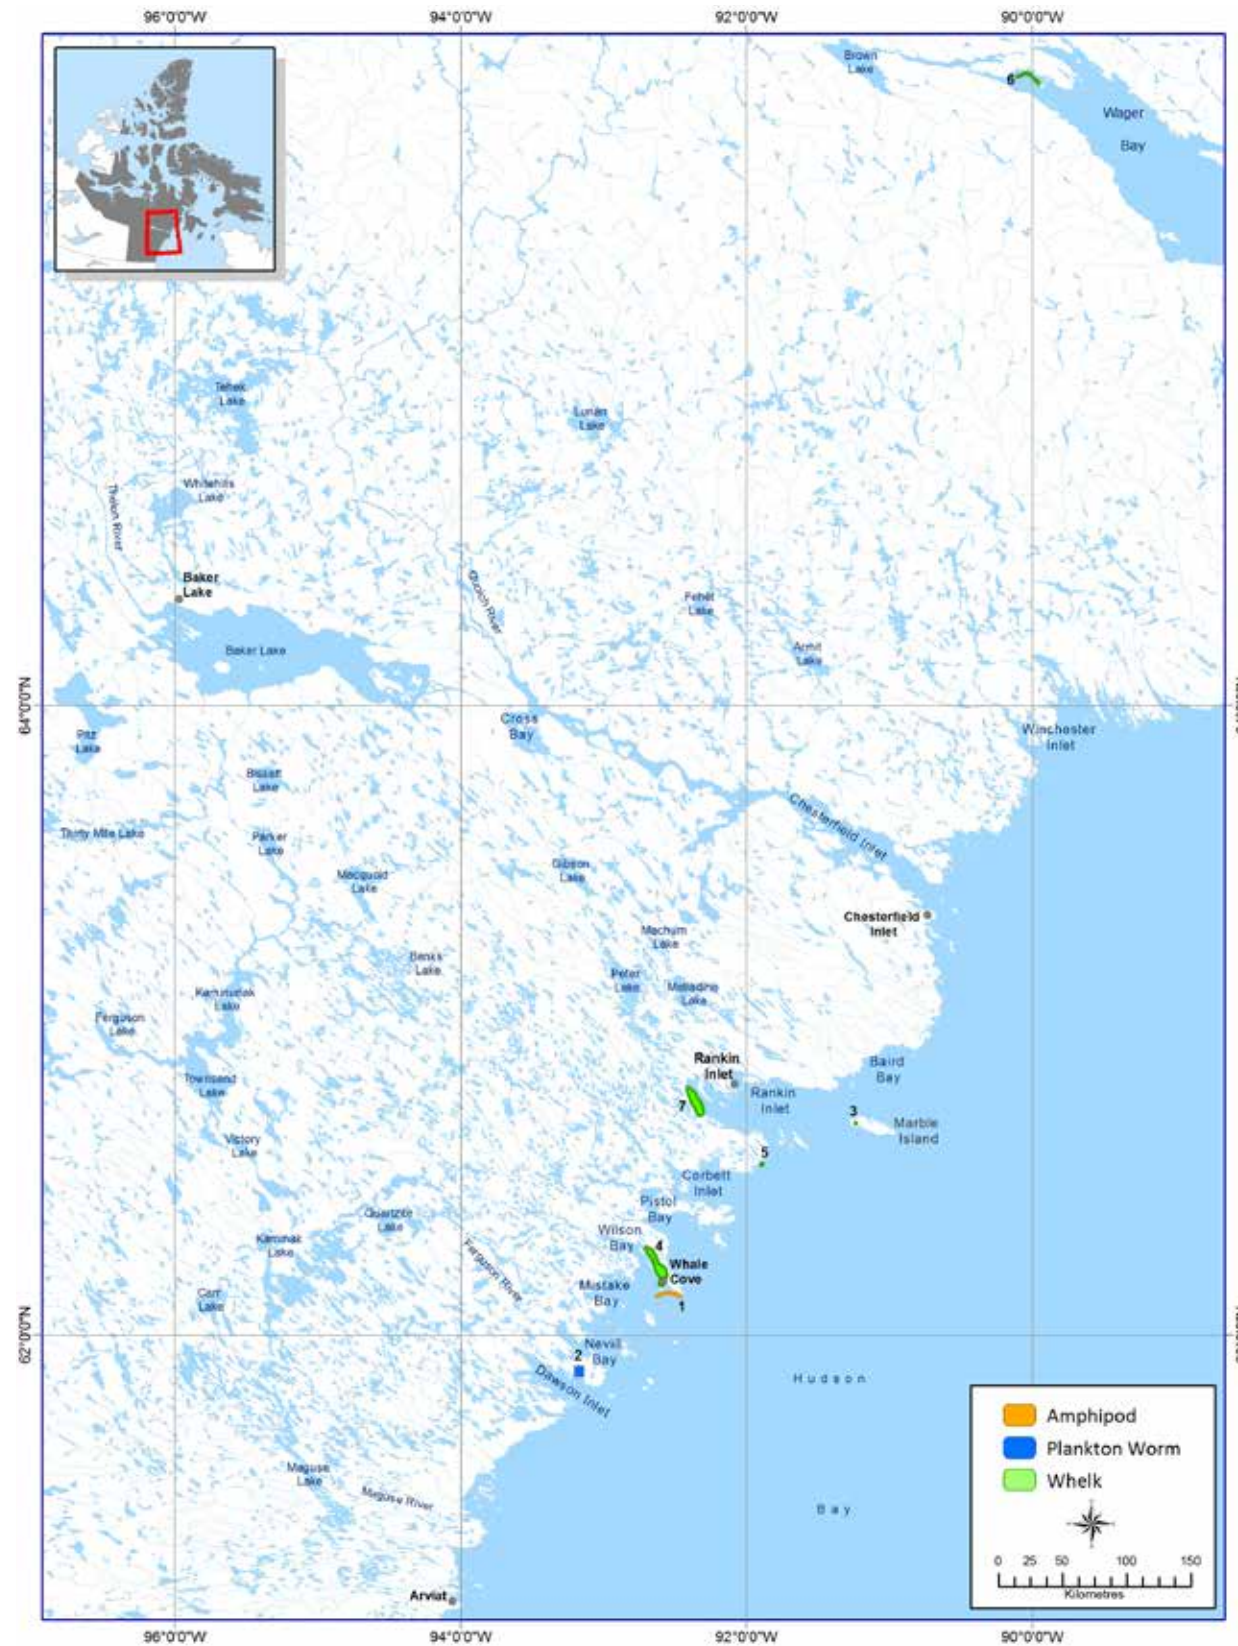 96°0'0"W 94°0'0"W 92°0'0"W 90°0'0"W
Brown
Lake
6
Wager
Bay
Tehek
Lake
Lunan
Lake
Whitehills
Lake
Thelon River
Baker
Lake
Quoich River
Fehet
Lake
Baker Lake
Armit
Lake
64°0'0"N
Cross
Bay
Pitz
Lake
Winchester
Inlet
Bissett
Lake
Chesterfield Inlet
Thirty Mile Lake
Parker
Lake
Gibson
Lake
Macquoid
Lake
Chesterfield
Inlet
Machum
Lake
Banks
Lake
Peter
Lake
Meliadine
Lake
Kaminuriak
Lake
Ferguson
Lake
Rankin
Inlet
Baird
Bay
Townsend
Lake
7
Rankin
Inlet
3
Marble
Island
Victory
Lake
5
Corbett
Inlet
Pistol
Bay
Quartzite
Lake
Wilson
Bay
4
Kaminak
Lake
Ferguson River
Whale
Cove
Mistake
Bay
Carr
Lake
1
62°0'0"N
Nevill
Bay
2
Dawson Inlet
Hudson
Maguse
Lake
Maguse River
Bay
Arviat
Amphipod
Plankton Worm
Whelk
0 25 50 100 150
Kilometres
96°0'0"W 94°0'0"W 92°0'0"W 90°0'0"W